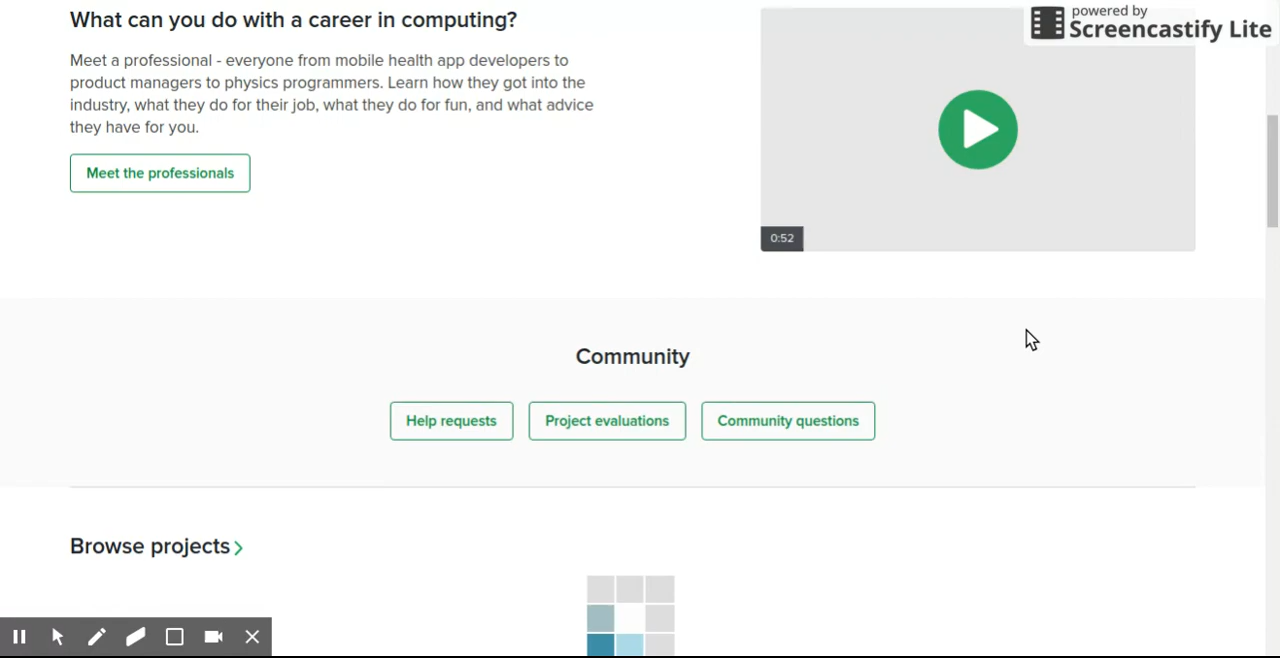 What can you do with a career in computing?
powered by
Screencastify Lite
Meet a professional - everyone from mobile health app developers to
product managers to physics programmers. Learn how they got into the
industry, what they do for their job, what they do for fun, and what advice
they have for you.
Meet the professionals
0:52
Community
Help requests
Project evaluations
Community questions
Browse projects